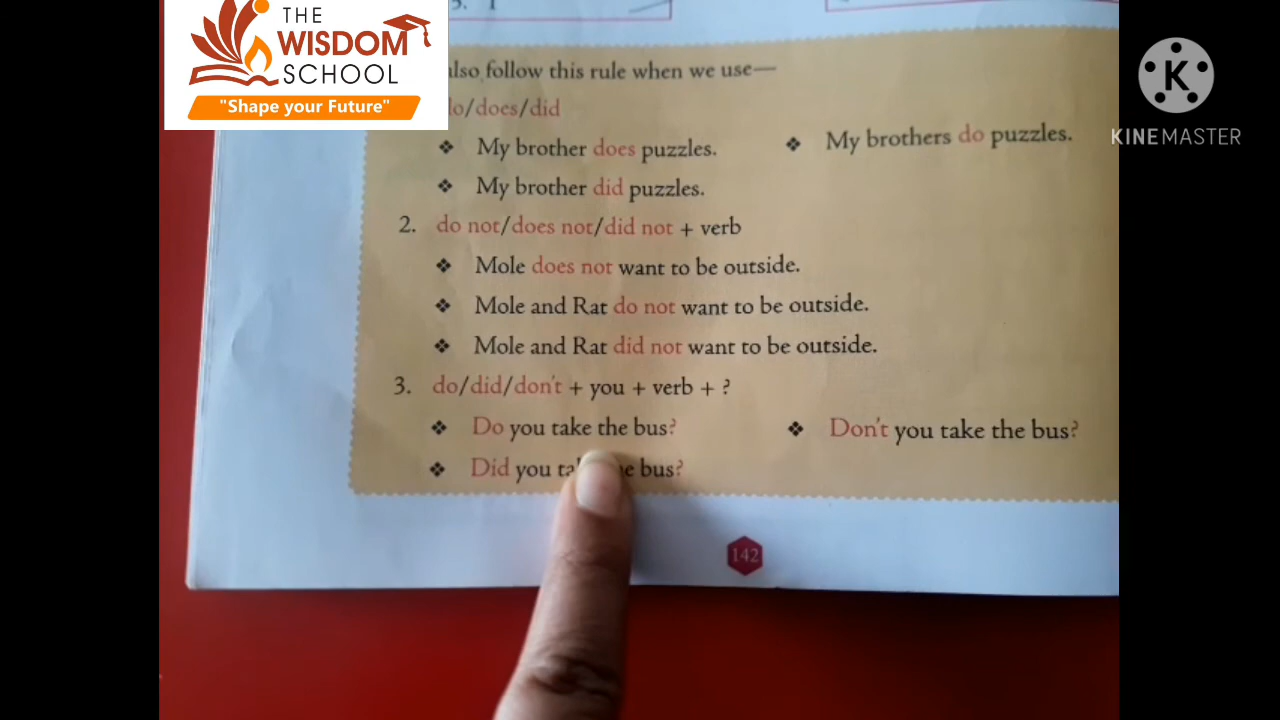 THE
WISDOM
SCHOOL
"Shape your Future"
KINEMASTER
also follow this rule when we use—
do/does/did
❖ My brother does puzzles. ❖ My brothers do puzzles.
❖ My brother did puzzles.
2. do not/does not/did not + verb
❖ Mole does not want to be outside.
❖ Mole and Rat do not want to be outside.
❖ Mole and Rat did not want to be outside.
3. do/did/don't + you + verb + ?
❖ Do you take the bus? ❖ Don't you take the bus?
❖ Did you bus?
142